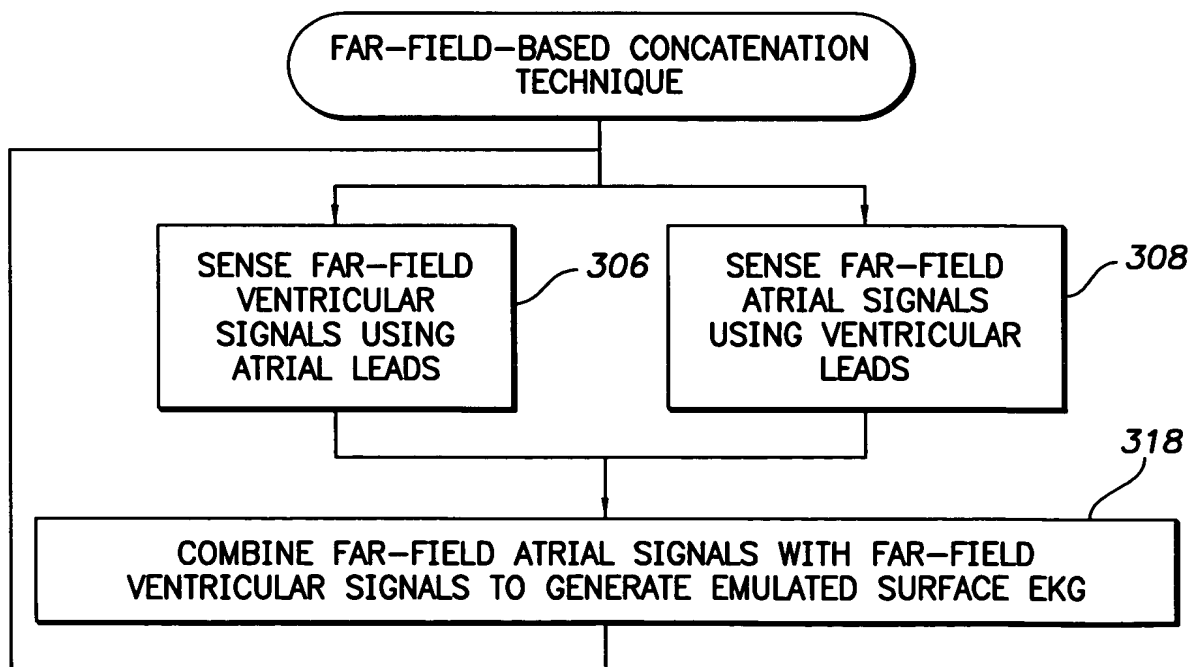 FAR-FIELD-BASED CONCATENATION
TECHNIQUE
SENSE FAR-FIELD
VENTRICULAR
SIGNALS USING
ATRIAL LEADS
306
SENSE FAR-FIELD
ATRIAL SIGNALS
USING VENTRICULAR
LEADS
308
318
COMBINE FAR-FIELD ATRIAL SIGNALS WITH FAR-FIELD
VENTRICULAR SIGNALS TO GENERATE EMULATED SURFACE EKG